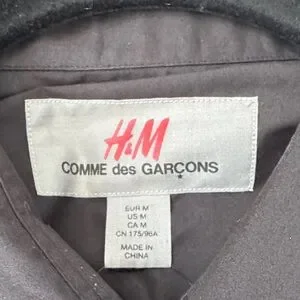 H&M
COMME des GARÇONS
EUR M
US M
CA M
CN 175/96A
MADE IN
CHINA